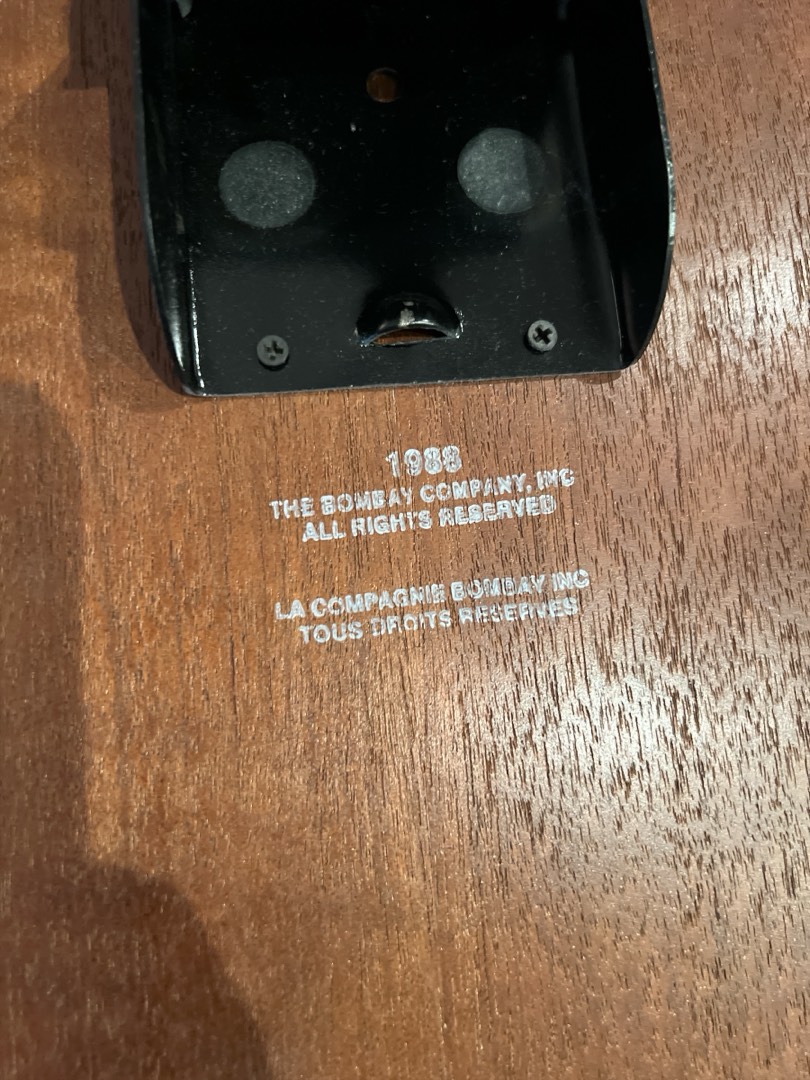 1988
THE BOMBAY COMPANY, INC
ALL RIGHTS RESERVED
LA COMPAGNIE BOMBAY INC
TOUS DROITS RESERVES